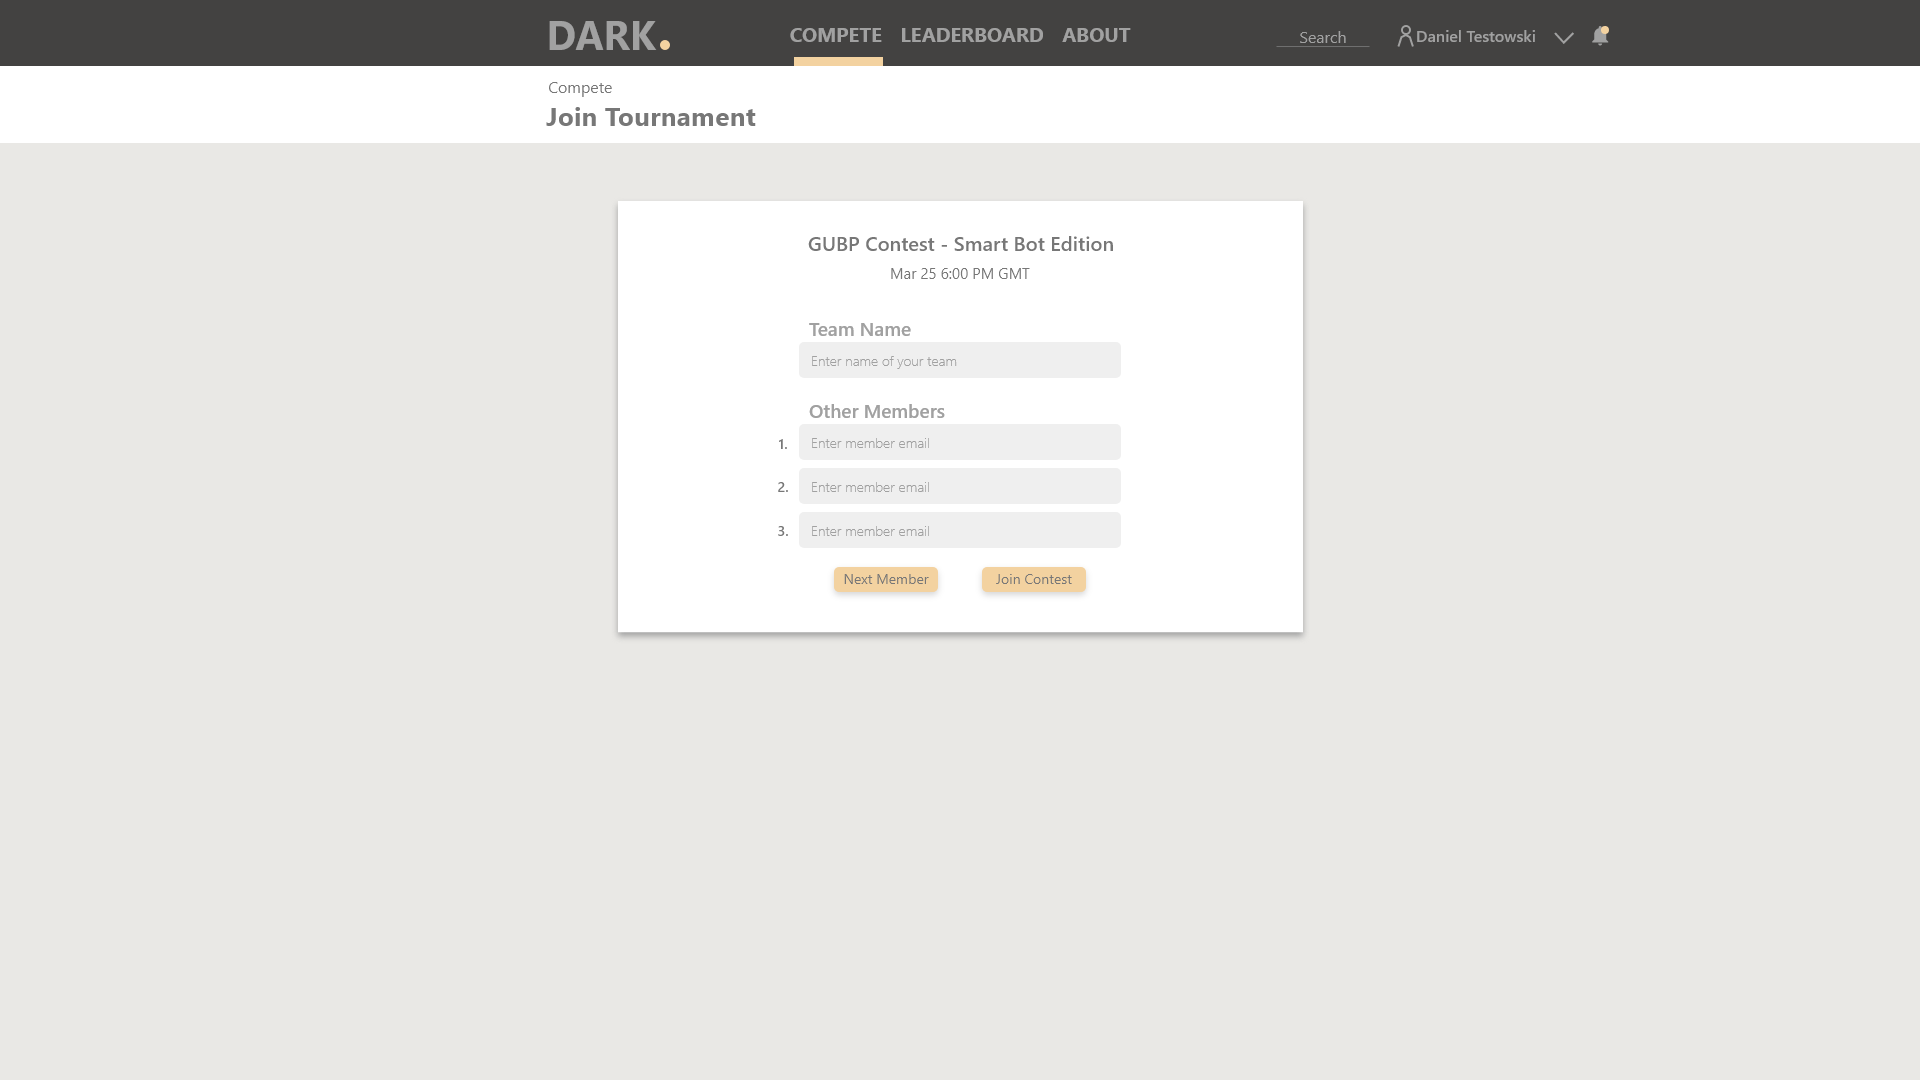 DARK.
COMPETE LEADERBOARD ABOUT
Search
Daniel Testowski
Compete
Join Tournament
GUBP Contest - Smart Bot Edition
Mar 25 6:00 PM GMT
Team Name
Enter name of your team
Other Members
1. Enter member email
2. Enter member email
3. Enter member email
Next Member Join Contest